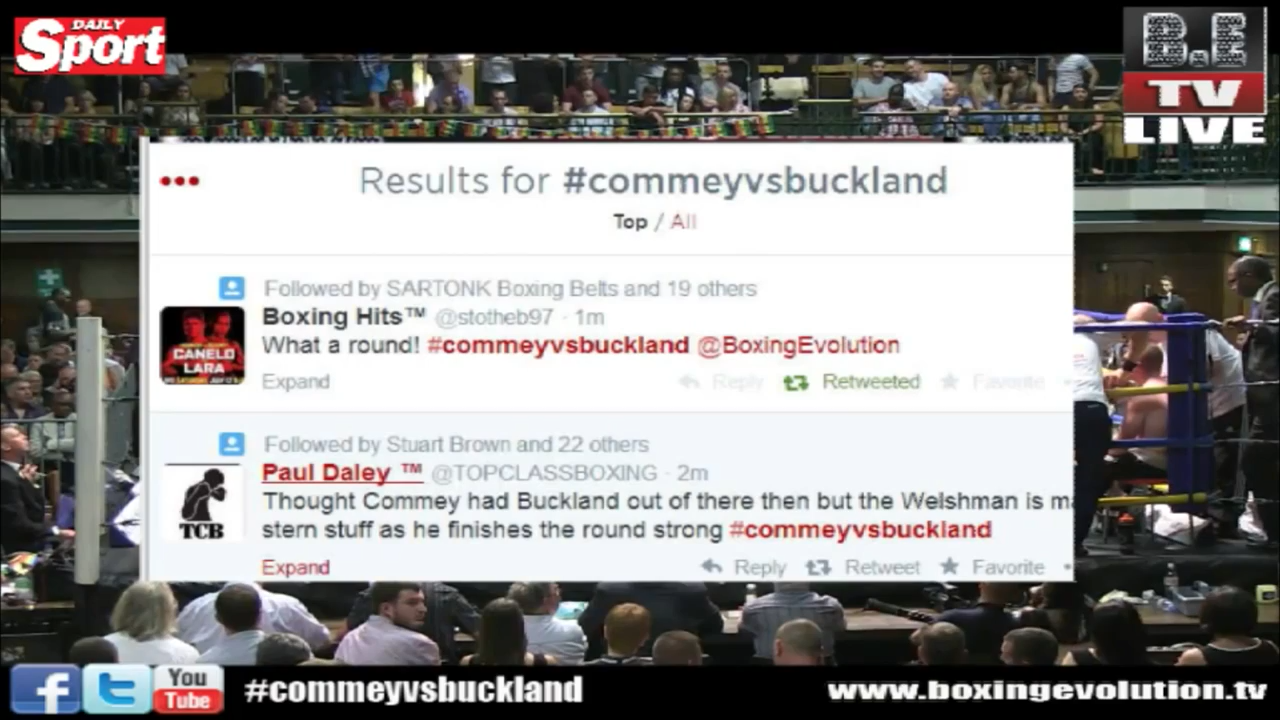 DAILY
Sport
B.E
TV
LIVE
Results for #commeyvsbuckland
Top / All
Followed by SARTONK Boxing Belts and 19 others
Boxing Hits™ @stotheb97 · 1m
What a round! #commeyvsbuckland @BoxingEvolution
CANELO
LARA
Expand
Reply Retweeted Favorite
Followed by Stuart Brown and 22 others
Paul Daley ™ @TOPCLASSBOXING · 2m
Thought Commey had Buckland out of there then but the Welshman is ma
stern stuff as he finishes the round strong #commeyvsbuckland
TCB
Expand
Reply Retweet Favorite
You
Tube
#commeyvsbuckland
www.boxingevolution.tv